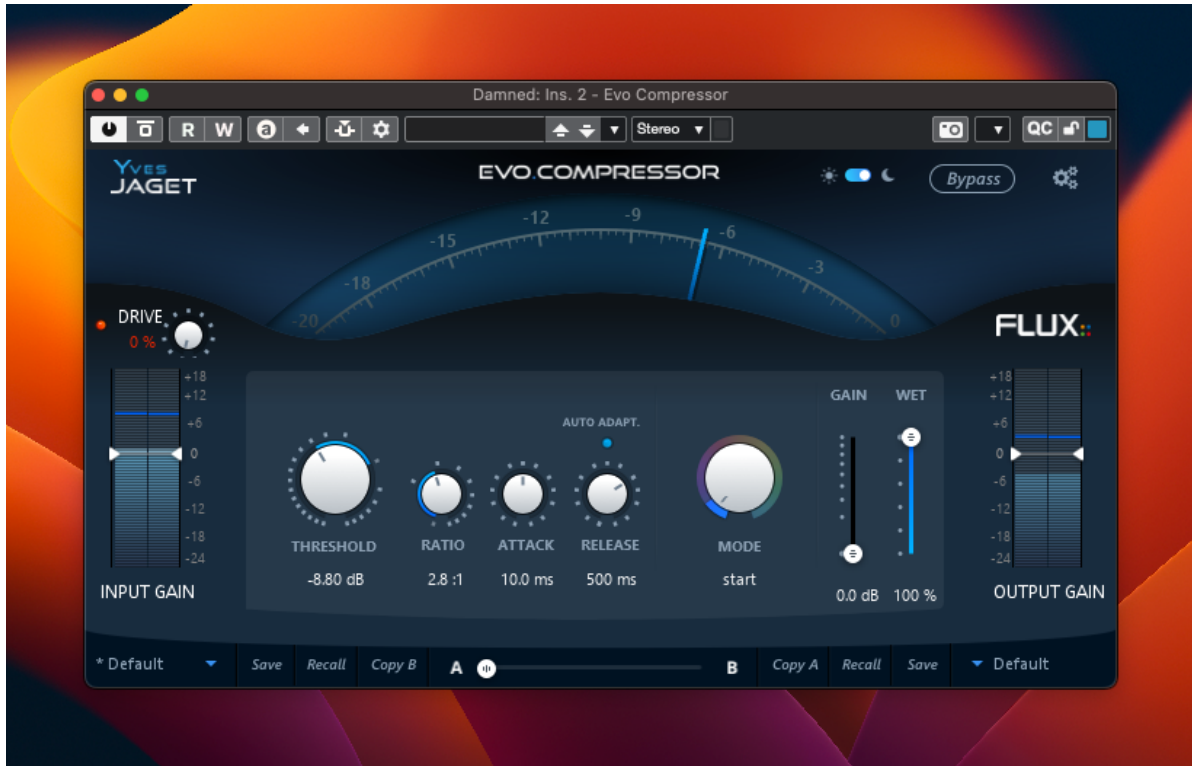 Damned: Ins. 2 - Evo Compressor
R W a Stereo QC
YVES
JAGET
EVO.COMPRESSOR
Bypass
-20 -18 -15 -12 -9 -6 -3 0
DRIVE
0 %
FLUX::
+18
+12
+6
0
-6
-12
-18
-24
INPUT GAIN
AUTO ADAPT.
THRESHOLD RATIO ATTACK RELEASE MODE
-8.80 dB 2.8 :1 10.0 ms 500 ms start
GAIN WET
0.0 dB 100 %
+18
+12
+6
0
-6
-12
-18
-24
OUTPUT GAIN
* Default Save Recall Copy B A B Copy A Recall Save Default